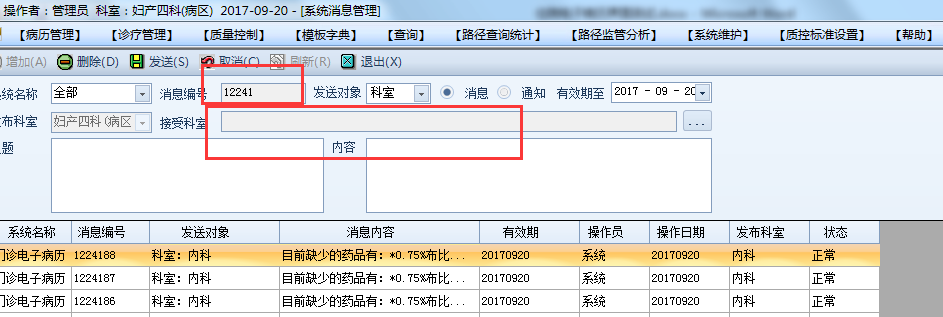 操作者：管理员 科室：妇产四科(病区) 2017-09-20 - [系统消息管理]
【病历管理】 【诊疗管理】 【质量控制】 【模板字典】 【查询】 【路径查询统计】 【路径监管分析】 【系统维护】 【质控标准设置】 【帮助】
增加(A) 删除(D) 发送(S) 取消(C) 刷新(R) 退出(X)
系统名称 全部 消息编号 12241 发送对象 科室 消息 通知 有效期至 2017 - 09 - 20
发布科室 妇产四科(病区 接受科室 ...
题 内容
系统名称 消息编号 发送对象 消息内容 有效期 操作员 操作日期 发布科室 状态
门诊电子病历 1224188 科室：内科 目前缺少的药品有：*0.75%布比... 20170920 系统 20170920 内科 正常
门诊电子病历 1224187 科室：内科 目前缺少的药品有：*0.75%布比... 20170920 系统 20170920 内科 正常
门诊电子病历 1224186 科室：内科 目前缺少的药品有：*0.75%布比... 20170920 系统 20170920 内科 正常